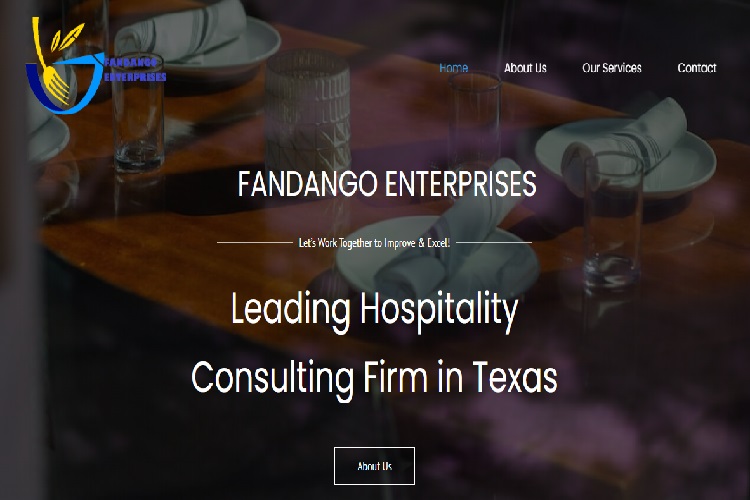 FANDANGO
ENTERPRISES
Home About Us Our Services Contact
FANDANGO ENTERPRISES
Let's Work Together to Improve & Excel!
Leading Hospitality
Consulting Firm in Texas
About Us